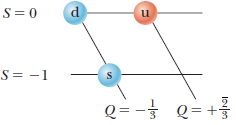 S = 0 d u
S = −1 s
Q = −1/3 Q = +2/3